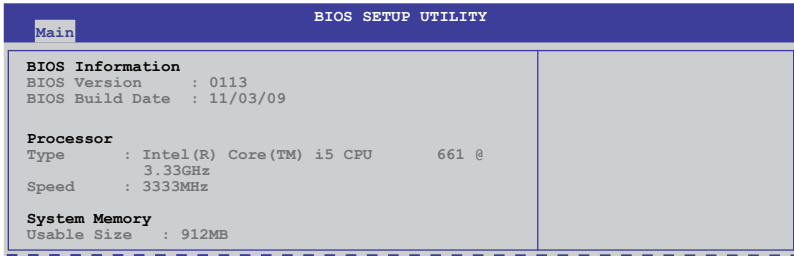 BIOS SETUP UTILITY
Main
BIOS Information
BIOS Version : 0113
BIOS Build Date : 11/03/09
Processor
Type : Intel(R) Core(TM) i5 CPU 661 @
3.33GHz
Speed : 3333MHz
System Memory
Usable Size : 912MB